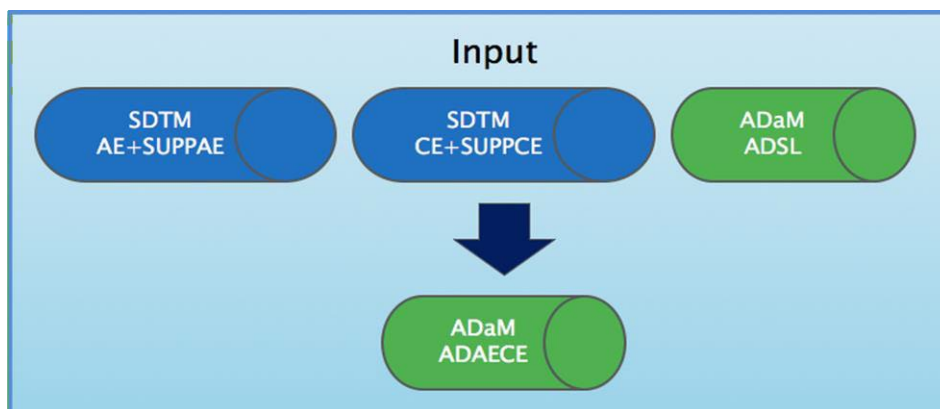 Input
SDTM
AE+SUPPAE
SDTM
CE+SUPPCE
ADaM
ADSL
ADaM
ADAECE